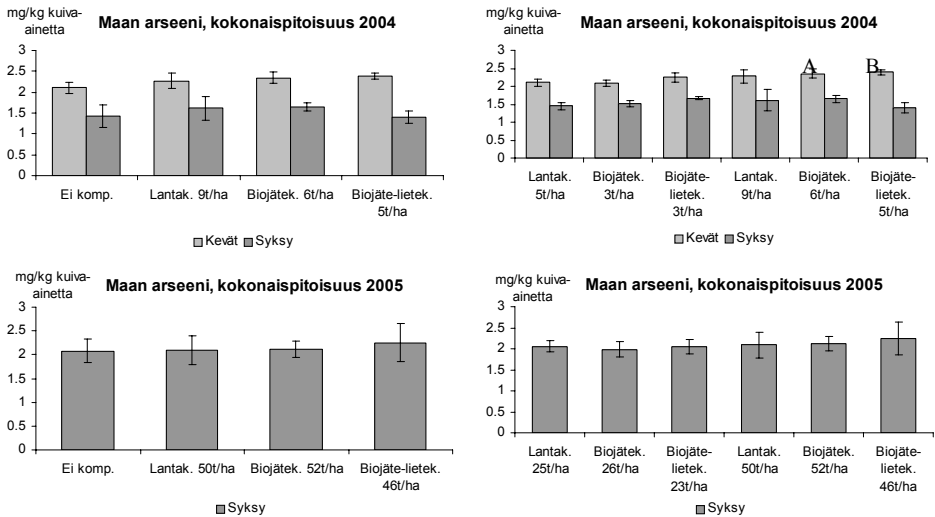 mg/kg kuiva-
ainetta
Maan arseeni, kokonaispitoisuus 2004
3
2.5
2
1.5
1
0.5
0
Ei komp.
Lantak. 9t/ha
Biojätek. 6t/ha
Biojäte-lietek.
5t/ha
Kevät
Syksy
mg/kg kuiva-
ainetta
Maan arseeni, kokonaispitoisuus 2004
3
2.5
2
1.5
1
0.5
0
A
B
Lantak.
5t/ha
Biojätek.
3t/ha
Biojäte-
lietek.
3t/ha
Lantak.
9t/ha
Biojätek.
6t/ha
Biojäte-
lietek.
5t/ha
Kevät
Syksy
mg/kg kuiva-
ainetta
Maan arseeni, kokonaispitoisuus 2005
3
2.5
2
1.5
1
0.5
0
Ei komp.
Lantak. 50t/ha
Biojätek. 52t/ha
Biojäte-lietek.
46t/ha
Syksy
mg/kg kuiva-
ainetta
Maan arseeni, kokonaispitoisuus 2005
3
2.5
2
1.5
1
0.5
0
Lantak.
25t/ha
Biojätek.
26t/ha
Biojäte-
lietek.
23t/ha
Lantak.
50t/ha
Biojätek.
52t/ha
Biojäte-
lietek.
46t/ha
Syksy